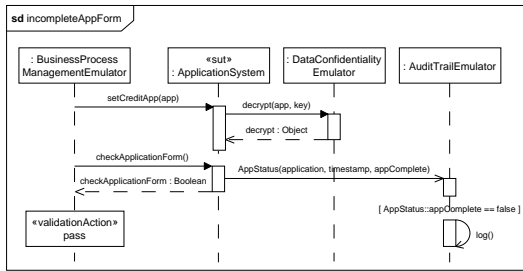 sd incompleteAppForm
: BusinessProcess
ManagementEmulator
«sut»
: ApplicationSystem
: DataConfidentiality
Emulator
: AuditTrailEmulator
setCreditApp(app)
decrypt(app, key)
decrypt : Object
checkApplicationForm()
AppStatus(application, timestamp, appComplete)
checkApplicationForm : Boolean
[ AppStatus::appComplete == false ]
«validationAction»
pass
log()